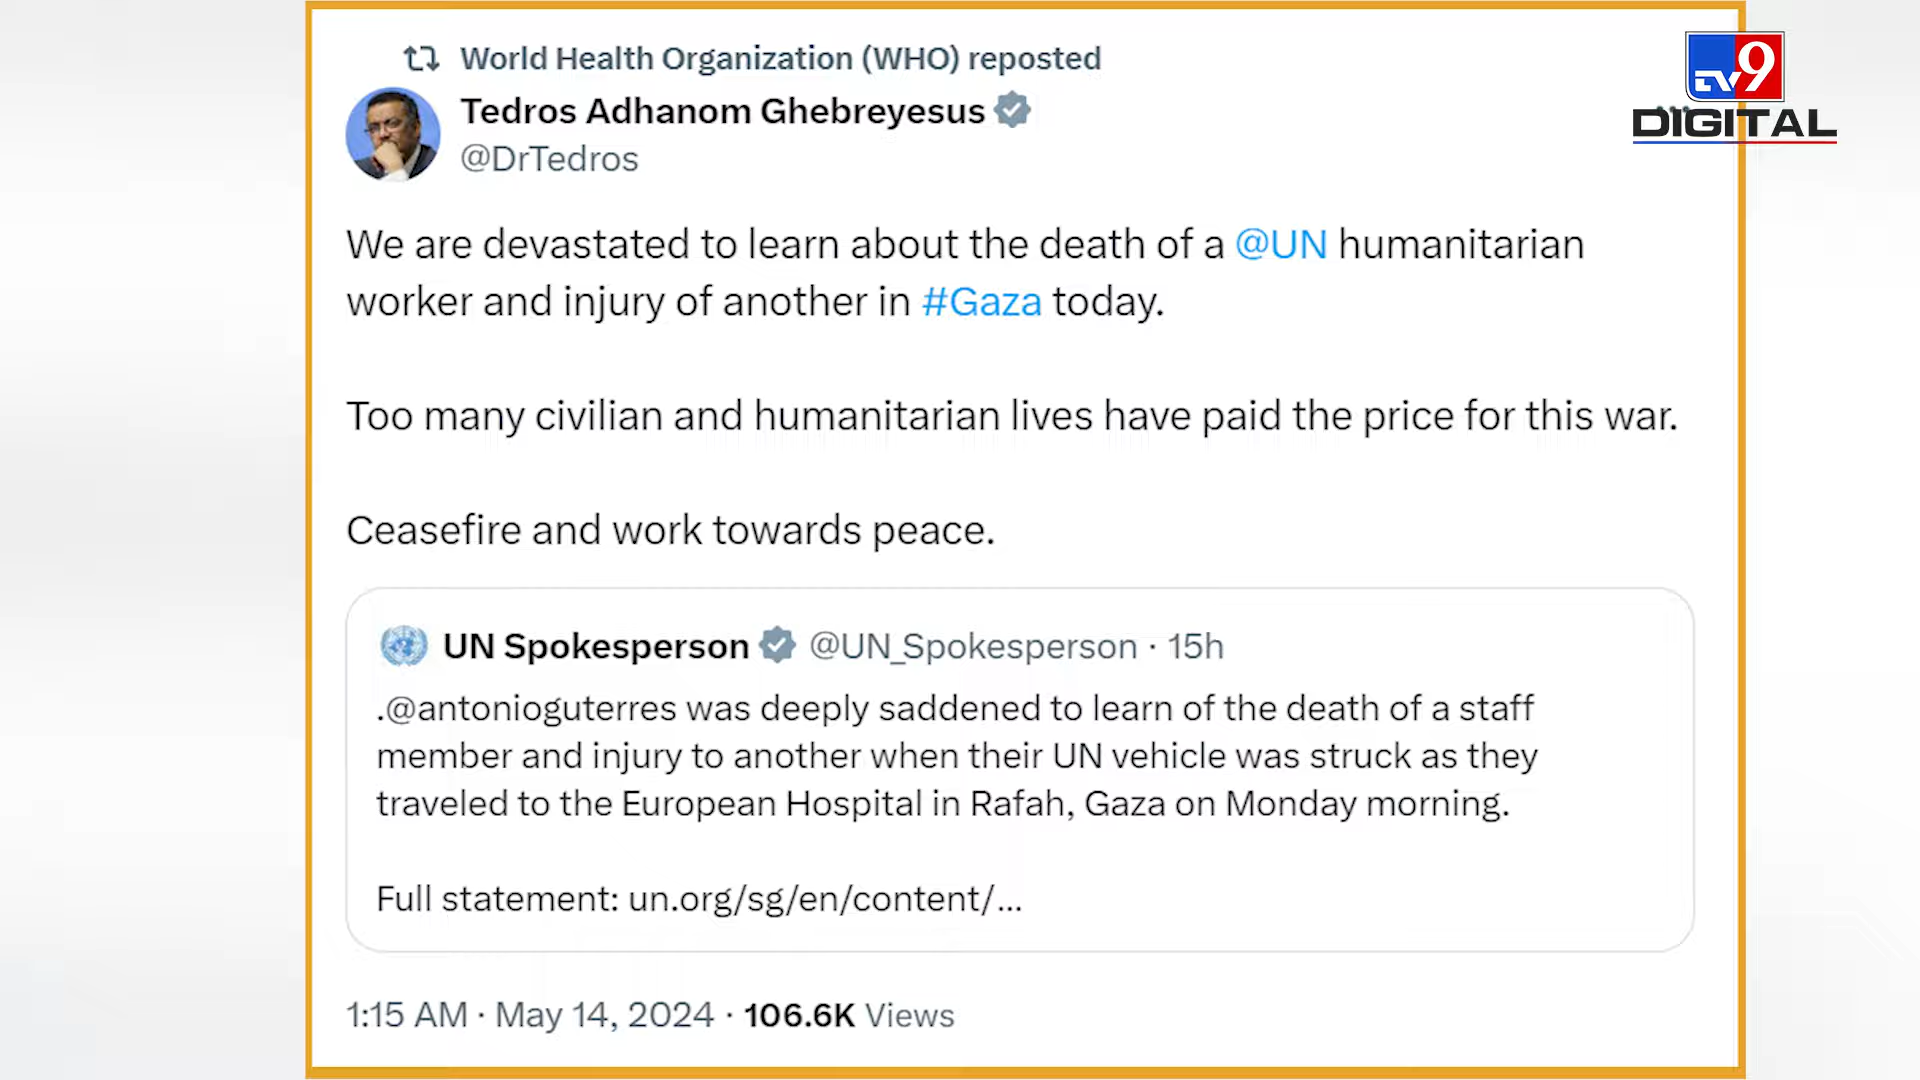 World Health Organization (WHO) reposted
Tedros Adhanom Ghebreyesus
@DrTedros
TV9
DIGITAL
We are devastated to learn about the death of a @UN humanitarian
worker and injury of another in #Gaza today.
Too many civilian and humanitarian lives have paid the price for this war.
Ceasefire and work towards peace.
UN Spokesperson @UN_Spokesperson · 15h
.@antonioguterres was deeply saddened to learn of the death of a staff
member and injury to another when their UN vehicle was struck as they
traveled to the European Hospital in Rafah, Gaza on Monday morning.
Full statement: un.org/sg/en/content/...
1:15 AM · May 14, 2024 · 106.6K Views